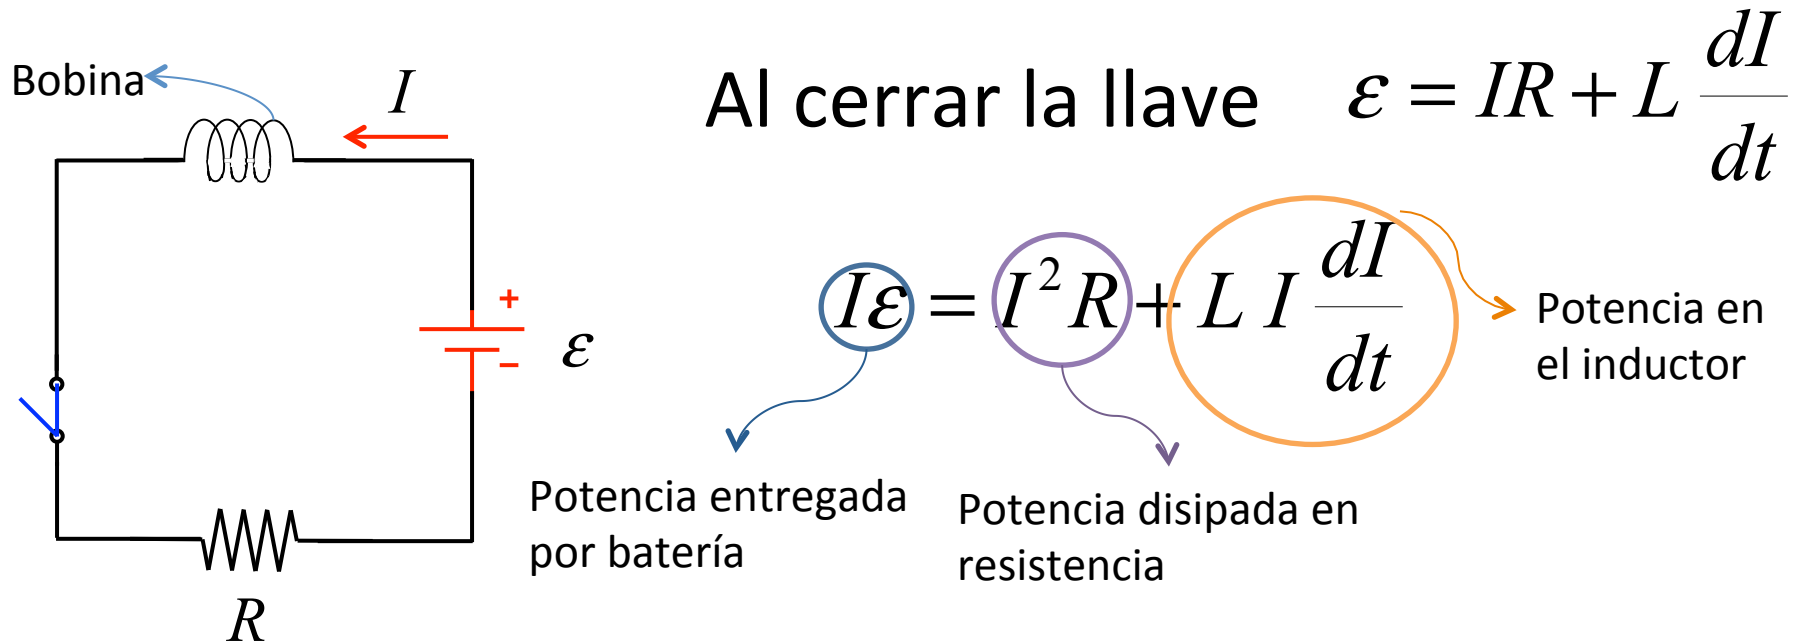 Bobina
I
Al cerrar la llave
ε = IR + L dI/dt
Iε = I² R + L I dI/dt
+
−
ε
Potencia en
el inductor
Potencia entregada
por batería
Potencia disipada en
resistencia
R